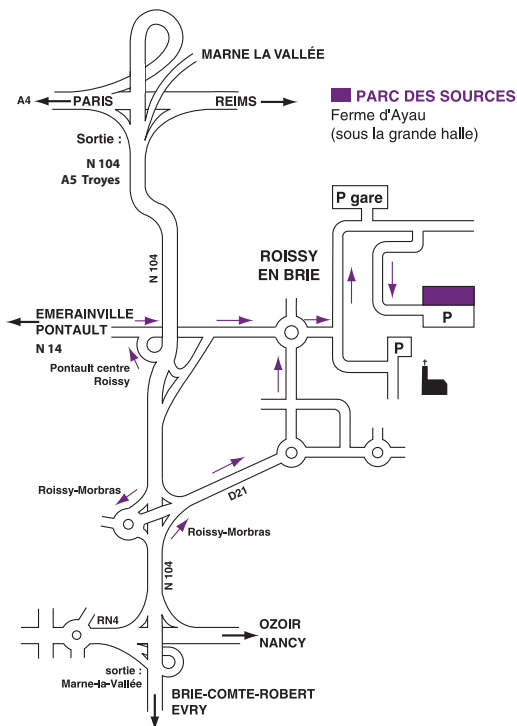 MARNE LA VALLÉE
A4
PARIS
REIMS
PARC DES SOURCES
Ferme d'Ayau
(sous la grande halle)
Sortie :
N 104
A5 Troyes
P gare
N 104
ROISSY
EN BRIE
EMERAINVILLE
PONTAULT
N 14
P
P
Pontault centre
Roissy
Roissy-Morbras
D21
Roissy-Morbras
N 104
RN4
OZOIR
NANCY
sortie :
Marne-la-Vallée
BRIE-COMTE-ROBERT
EVRY